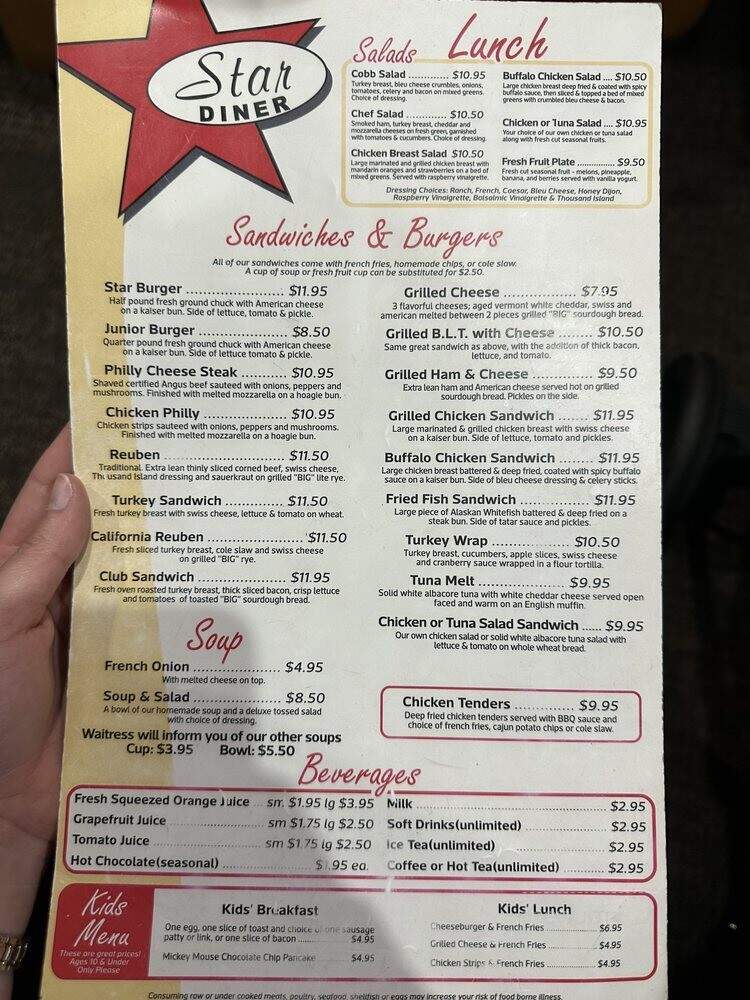 Star
DINER
Lunch
Salads
Cobb Salad ............. $10.95
Turkey breast, bleu cheese crumbles, onions,
tomatoes, celery and bacon on mixed greens.
Choice of dressing.
Chef Salad ............. $10.50
Smoked ham, turkey breast, cheddar and
mozzarella cheeses on fresh green, garnished
with tomatoes & cucumbers. Choice of dressing.
Chicken Breast Salad $10.50
Large marinated and grilled chicken breast with
mandarin oranges and strawberries on a bed of
mixed greens. Served with raspberry vinaigrette.
Buffalo Chicken Salad .... $10.50
Large chicken breast deep fried & coated with spicy
buffalo sauce, then sliced & topped a bed of mixed
greens with crumbled bleu cheese & bacon.
Chicken or Tuna Salad .... $10.95
Your choice of our own chicken or tuna salad
along with fresh cut seasonal fruits.
Fresh Fruit Plate .............. $9.50
Fresh cut seasonal fruit - melons, pineapple,
banana, and berries served with vanilla yogurt.
Dressing Choices: Ranch, French, Caesar, Bleu Cheese, Honey Dijon,
Raspberry Vinaigrette, Balsalmic Vinaigrette & Thousand Island
Sandwiches & Burgers
All of our sandwiches come with french fries, homemade chips, or cole slaw.
A cup of soup or fresh fruit cup can be substituted for $2.50.
Star Burger .................... $11.95
Half pound fresh ground chuck with American cheese
on a kaiser bun. Side of lettuce, tomato & pickle.
Junior Burger .................. $8.50
Quarter pound fresh ground chuck with American cheese
on a kaiser bun. Side of lettuce tomato & pickle.
Philly Cheese Steak .......... $10.95
Shaved certified Angus beef sauteed with onions, peppers and
mushrooms. Finished with melted mozzarella on a hoagie bun.
Chicken Philly ................. $10.95
Chicken strips sauteed with onions, peppers and mushrooms.
Finished with melted mozzarella on a hoagie bun.
Reuben ......................... $11.50
Traditional. Extra lean thinly sliced corned beef, swiss cheese,
Thousand Island dressing and sauerkraut on grilled "BIG" lite rye.
Turkey Sandwich .............. $11.50
Fresh turkey breast with swiss cheese, lettuce & tomato on wheat.
California Reuben ..................... $11.50
Fresh sliced turkey breast, cole slaw and swiss cheese
on grilled "BIG" rye.
Club Sandwich ..................... $11.95
Fresh oven roasted turkey breast, thick sliced bacon, crisp lettuce
and tomatoes of toasted "BIG" sourdough bread.
Grilled Cheese ................ $7.95
3 flavorful cheeses; aged vermont white cheddar, swiss and
american melted between 2 pieces grilled "BIG" sourdough bread.
Grilled B.L.T. with Cheese ....... $10.50
Same great sandwich as above, with the addition of thick bacon,
lettuce, and tomato.
Grilled Ham & Cheese ............. $9.50
Extra lean ham and American cheese served hot on grilled
sourdough bread. Pickles on the side.
Grilled Chicken Sandwich ....... $11.95
Large marinated & grilled chicken breast with swiss cheese
on a kaiser bun. Side of lettuce, tomato and pickles.
Buffalo Chicken Sandwich ........ $11.95
Large chicken breast battered & deep fried, coated with spicy buffalo
sauce on a kaiser bun. Side of bleu cheese dressing & celery sticks.
Fried Fish Sandwich ................ $11.95
Large piece of Alaskan Whitefish battered & deep fried on a
steak bun. Side of tatar sauce and pickles.
Turkey Wrap .................. $10.50
Turkey breast, cucumbers, apple slices, swiss cheese
and cranberry sauce wrapped in a flour tortilla.
Tuna Melt .................. $9.95
Solid white albacore tuna with white cheddar cheese served open
faced and warm on an English muffin.
Chicken or Tuna Salad Sandwich ...... $9.95
Our own chicken salad or solid white albacore tuna salad with
lettuce & tomato on whole wheat bread.
Soup
French Onion ..................... $4.95
With melted cheese on top.
Soup & Salad ..................... $8.50
A bowl of our homemade soup and a deluxe tossed salad
with choice of dressing.
Waitress will inform you of our other soups
Cup: $3.95 Bowl: $5.50
Chicken Tenders .............. $9.95
Deep fried chicken tenders served with BBQ sauce and
choice of french fries, cajun potato chips or cole slaw.
Beverages
Fresh Squeezed Orange Juice ... sm. $1.95 lg $3.95
Grapefruit Juice .................. sm $1.75 lg $2.50
Tomato Juice .................. sm $1.75 lg $2.50
Hot Chocolate(seasonal) .................. $1.95 ea.
Milk .................. $2.95
Soft Drinks(unlimited) .................. $2.95
Ice Tea(unlimited) .................. $2.95
Coffee or Hot Tea(unlimited) ............ $2.95
Kids
Menu
These are great prices!
Ages 10 & Under
Only Please
Kids' Breakfast
One egg, one slice of toast and choice of one sausage
patty or link, or one slice of bacon ............ $4.95
Mickey Mouse Chocolate Chip Pancake ............ $4.95
Kids' Lunch
Cheeseburger & French Fries .................. $6.95
Grilled Cheese & French Fries .................. $4.95
Chicken Strips & French Fries .................. $4.95
Consuming raw or under cooked meats, poultry, seafood, shellfish or eggs may increase your risk of food borne illness.